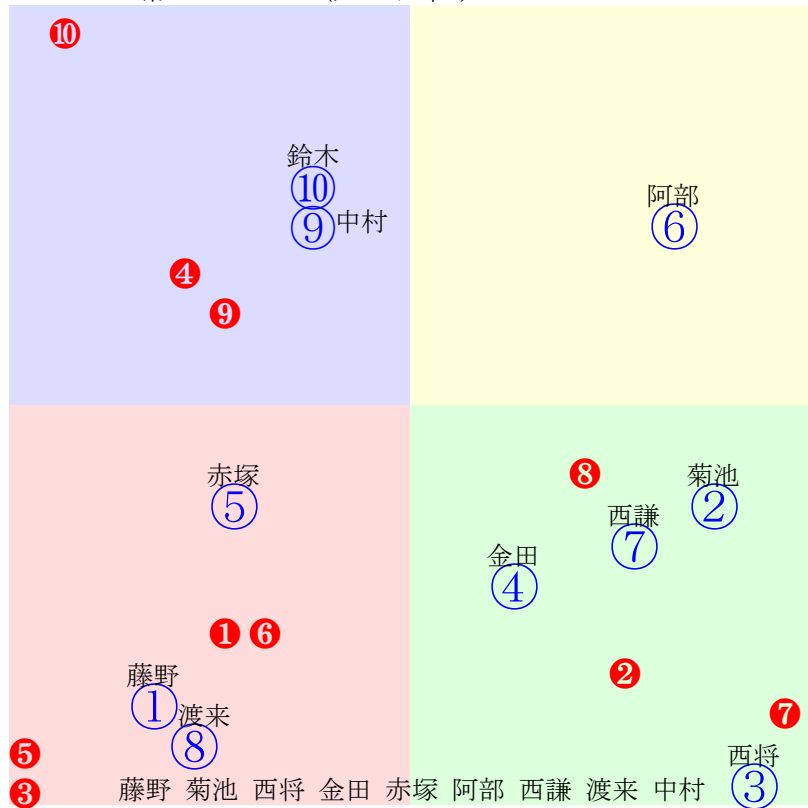 ❿
鈴木
⑩
阿部
⑨ 中村
⑥
❹
❾
赤塚
❽
菊池
⑤
西謙
②
⑦
金田
④
❶ ❻
藤野
❷
①
渡来
❼
⑧
❺
西将
③
❸
藤野 菊池 西将 金田 赤塚 阿部 西謙 渡来 中村